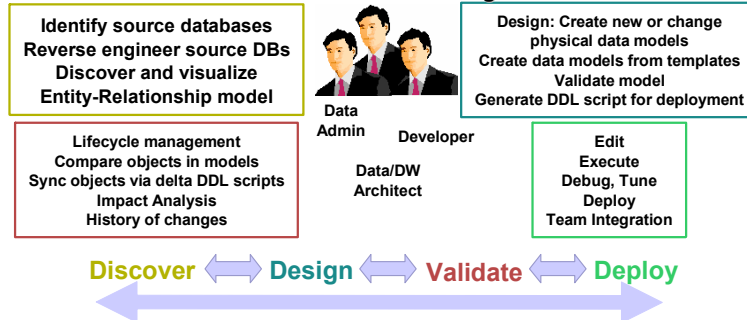 Identify source databases
Reverse engineer source DBs
Discover and visualize
Entity-Relationship model
Design: Create new or change
physical data models
Create data models from templates
Validate model
Generate DDL script for deployment
Data
Admin
Developer
Data/DW
Architect
Lifecycle management
Compare objects in models
Sync objects via delta DDL scripts
Impact Analysis
History of changes
Edit
Execute
Debug, Tune
Deploy
Team Integration
Discover
Design
Validate
Deploy